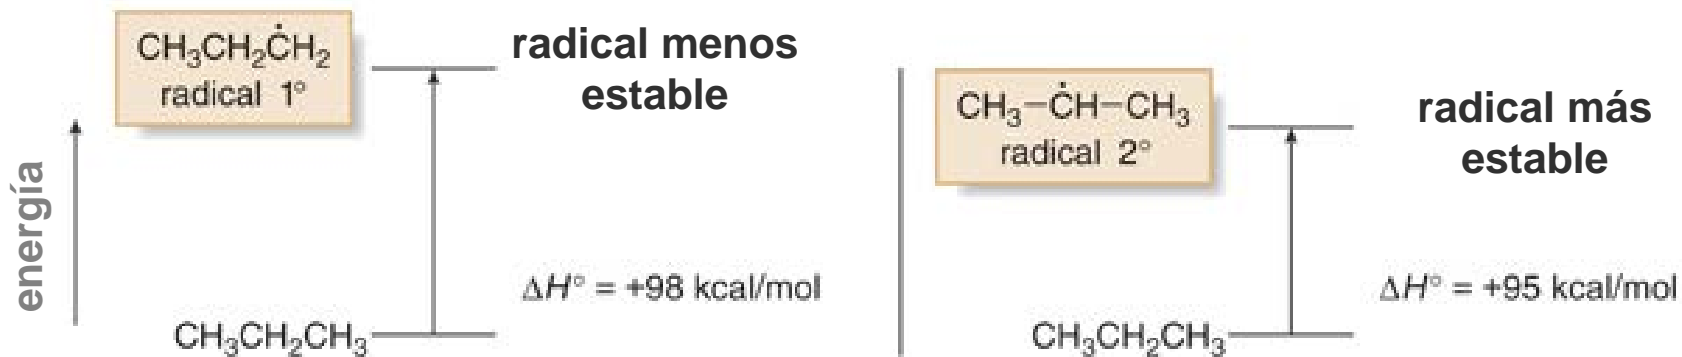 energía
CH₃CH₂ĊH₂
radical 1°
radical menos
estable
ΔH° = +98 kcal/mol
CH₃CH₂CH₃
CH₃–ĊH–CH₃
radical 2°
radical más
estable
ΔH° = +95 kcal/mol
CH₃CH₂CH₃